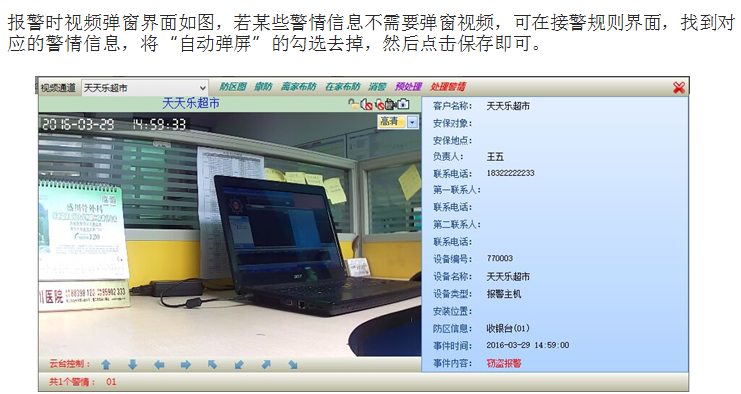 报警时视频弹窗界面如图，若某些警情信息不需要弹窗视频，可在接警规则界面，找到对
应的警情信息，将“自动弹屏”的勾选去掉，然后点击保存即可。
视频通道 天天乐超市 防区图 撤防 离家布防 在家布防 消警 预处理 处理警情
天天乐超市
2016-03-29 14:59:33
高清
120
acer
川医院
云台控制：
共1个警情： 01
客户名称： 天天乐超市
安保对象：
安保地点：
负责人： 王五
联系电话： 18322222233
第一联系人：
联系电话：
第二联系人：
联系电话：
设备编号： 770003
设备名称： 天天乐超市
设备类型： 报警主机
安装位置：
防区信息： 收银台(01)
事件时间： 2016-03-29 14:59:00
事件内容： 窃盗报警